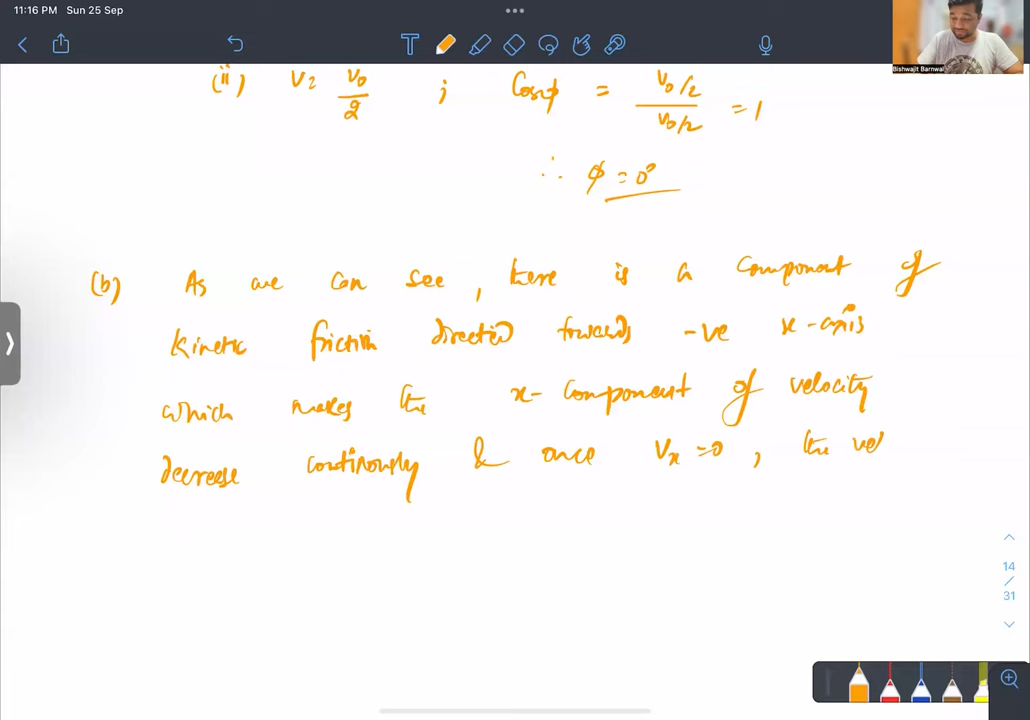 11:16 PM Sun 25 Sep
Bishwajit Barnwal
(ii) v = v0/2 ; Cosφ = (v0/2)/(v0/2) = 1
∴ φ = 0°
(b) As we can see, there is a component of
kinetic friction directed towards -ve x-axis
which makes the x-component of velocity
decrease continously & once Vx = 0, the vel
14
/
31